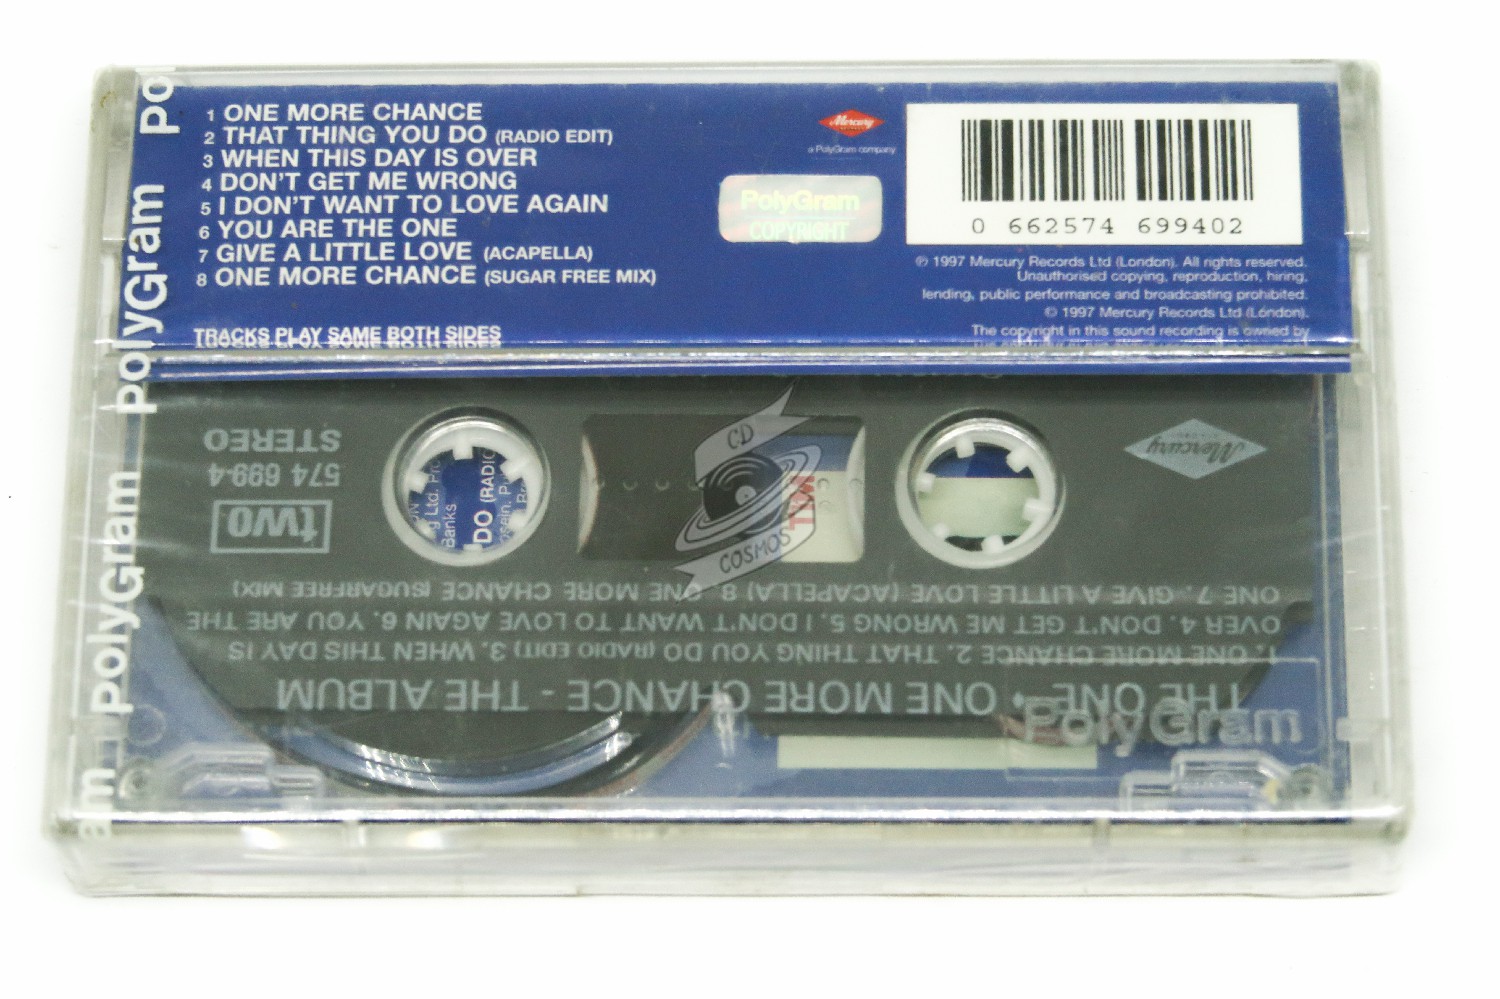 1 ONE MORE CHANCE
2 THAT THING YOU DO (RADIO EDIT)
3 WHEN THIS DAY IS OVER
4 DON'T GET ME WRONG
5 I DON'T WANT TO LOVE AGAIN
6 YOU ARE THE ONE
7 GIVE A LITTLE LOVE (ACAPELLA)
8 ONE MORE CHANCE (SUGAR FREE MIX)
TRACKS PLAY SAME BOTH SIDES
Mercury
a PolyGram company
PolyGram
COPYRIGHT
0 662574 699402
℗ 1997 Mercury Records Ltd (London). All rights reserved.
Unauthorised copying, reproduction, hiring,
lending, public performance and broadcasting prohibited.
© 1997 Mercury Records Ltd (London).
The copyright in this sound recording is owned by
PolyGram PolyGram PolyGram
STEREO
574 699-4
two
Banks
DO (RADIO
CD
COSMOS
Mercury
THE ONE • ONE MORE CHANCE - THE ALBUM
1. ONE MORE CHANCE 2. THAT THING YOU DO (RADIO EDIT) 3. WHEN THIS DAY IS
OVER 4. DON'T GET ME WRONG 5. I DON'T WANT TO LOVE AGAIN 6. YOU ARE THE
ONE 7. GIVE A LITTLE LOVE (ACAPELLA) 8. ONE MORE CHANCE (SUGARFREE MIX)
PolyGram